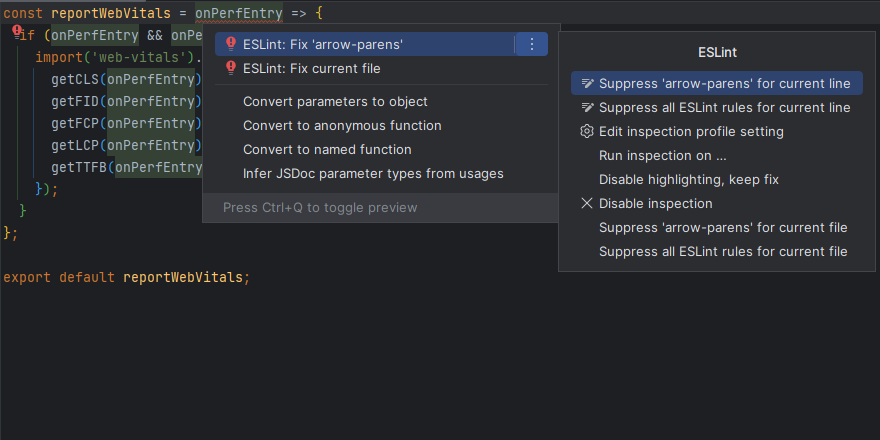 const reportWebVitals = onPerfEntry => {
if (onPerfEntry && onPe
import('web-vitals').
getCLS(onPerfEntry)
getFID(onPerfEntry)
getFCP(onPerfEntry)
getLCP(onPerfEntry)
getTTFB(onPerfEntry
});
}
};
export default reportWebVitals;
ESLint: Fix 'arrow-parens'
ESLint: Fix current file
Convert parameters to object
Convert to anonymous function
Convert to named function
Infer JSDoc parameter types from usages
Press Ctrl+Q to toggle preview
ESLint
Suppress 'arrow-parens' for current line
Suppress all ESLint rules for current line
Edit inspection profile setting
Run inspection on ...
Disable highlighting, keep fix
Disable inspection
Suppress 'arrow-parens' for current file
Suppress all ESLint rules for current file